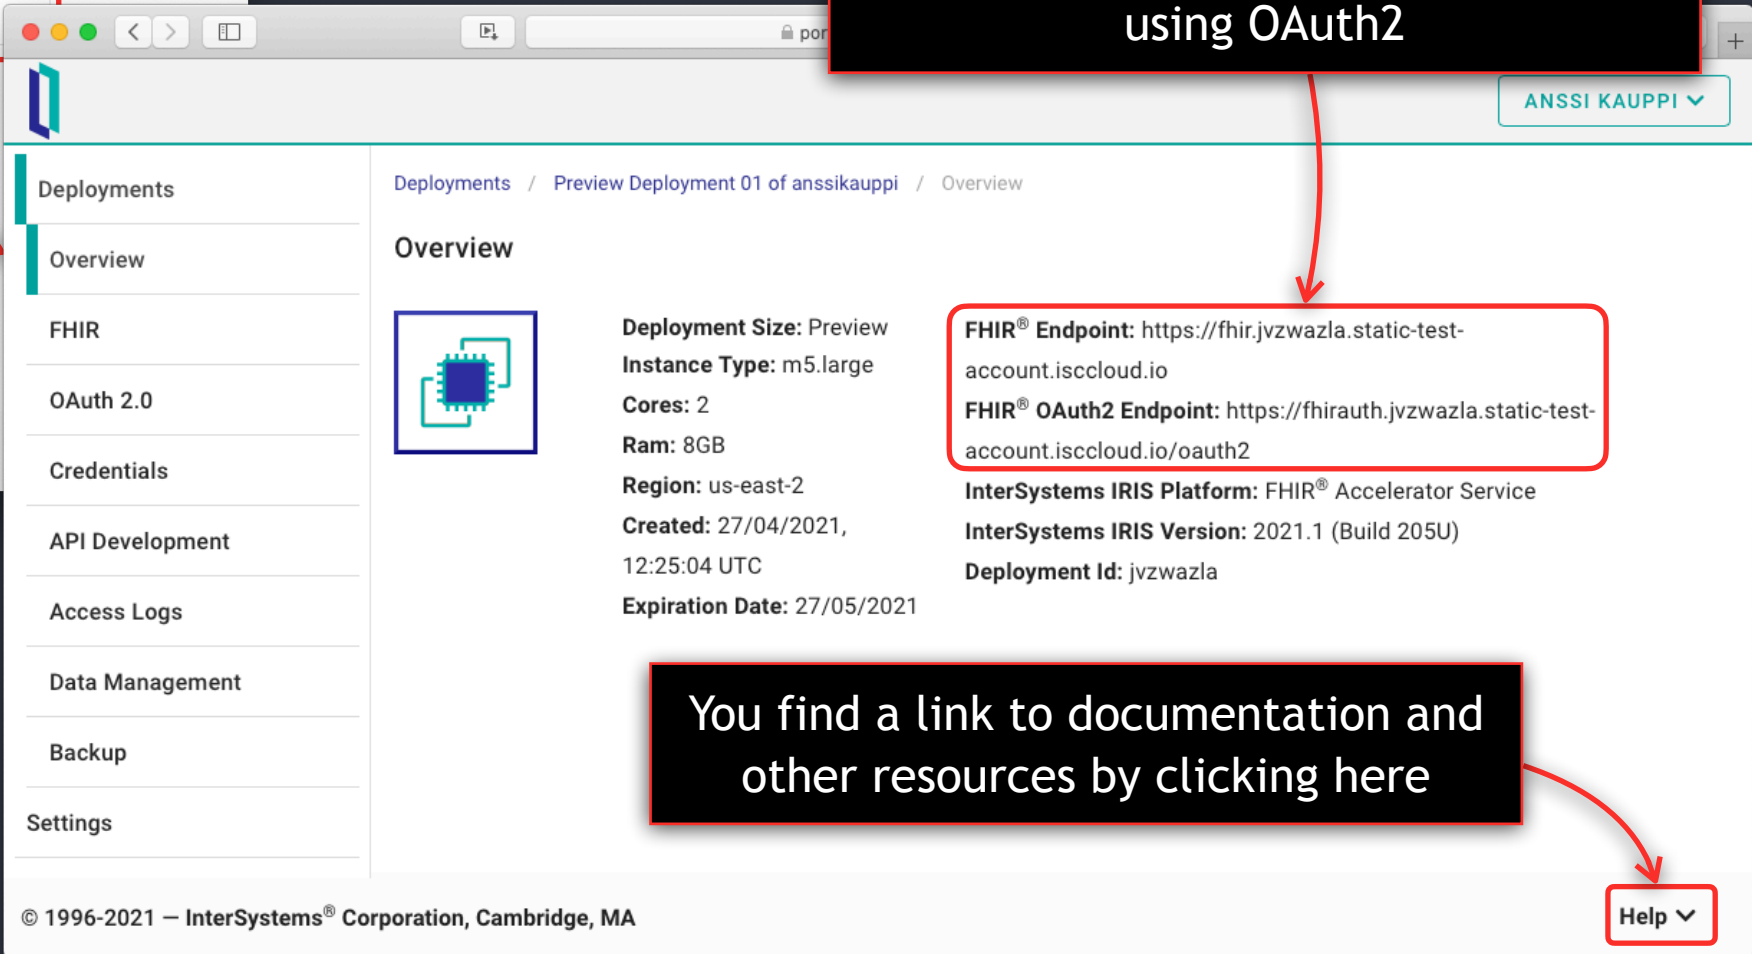 using OAuth2
por
ANSSI KAUPPI
Deployments
Overview
FHIR
OAuth 2.0
Credentials
API Development
Access Logs
Data Management
Backup
Settings
Deployments / Preview Deployment 01 of anssikauppi / Overview
Overview
Deployment Size: Preview
Instance Type: m5.large
Cores: 2
Ram: 8GB
Region: us-east-2
Created: 27/04/2021,
12:25:04 UTC
Expiration Date: 27/05/2021
FHIR® Endpoint: https://fhir.jvzwazla.static-test-
account.isccloud.io
FHIR® OAuth2 Endpoint: https://fhirauth.jvzwazla.static-test-
account.isccloud.io/oauth2
InterSystems IRIS Platform: FHIR® Accelerator Service
InterSystems IRIS Version: 2021.1 (Build 205U)
Deployment Id: jvzwazla
You find a link to documentation and
other resources by clicking here
© 1996-2021 — InterSystems® Corporation, Cambridge, MA
Help